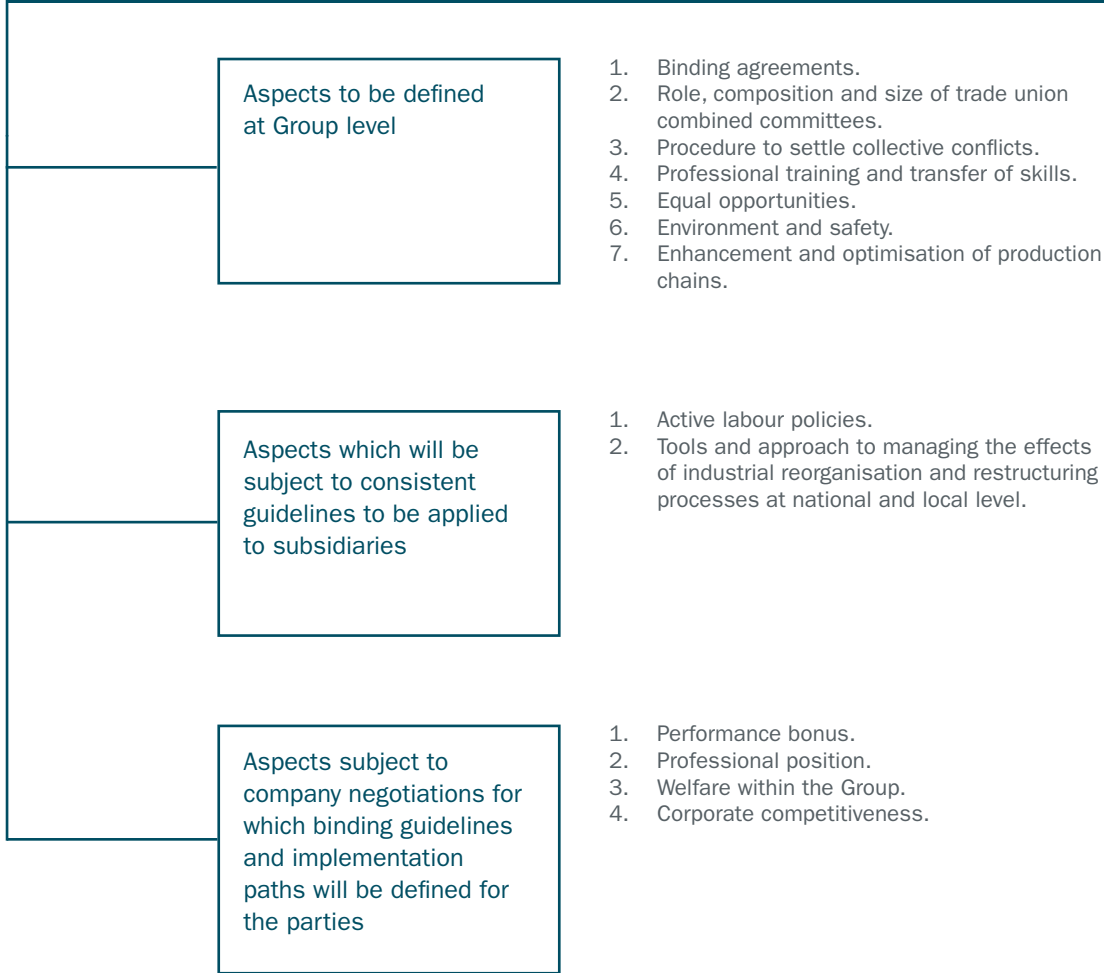 Aspects to be defined
at Group level
1. Binding agreements.
2. Role, composition and size of trade union
combined committees.
3. Procedure to settle collective conflicts.
4. Professional training and transfer of skills.
5. Equal opportunities.
6. Environment and safety.
7. Enhancement and optimisation of production
chains.
Aspects which will be
subject to consistent
guidelines to be applied
to subsidiaries
1. Active labour policies.
2. Tools and approach to managing the effects
of industrial reorganisation and restructuring
processes at national and local level.
Aspects subject to
company negotiations for
which binding guidelines
and implementation
paths will be defined for
the parties
1. Performance bonus.
2. Professional position.
3. Welfare within the Group.
4. Corporate competitiveness.